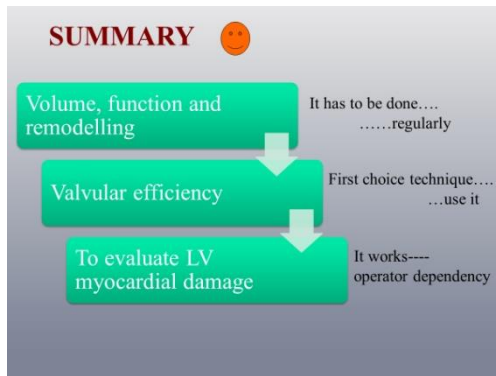 SUMMARY
Volume, function and
remodelling
It has to be done….
……regularly
Valvular efficiency
First choice technique….
…use it
To evaluate LV
myocardial damage
It works----
operator dependency